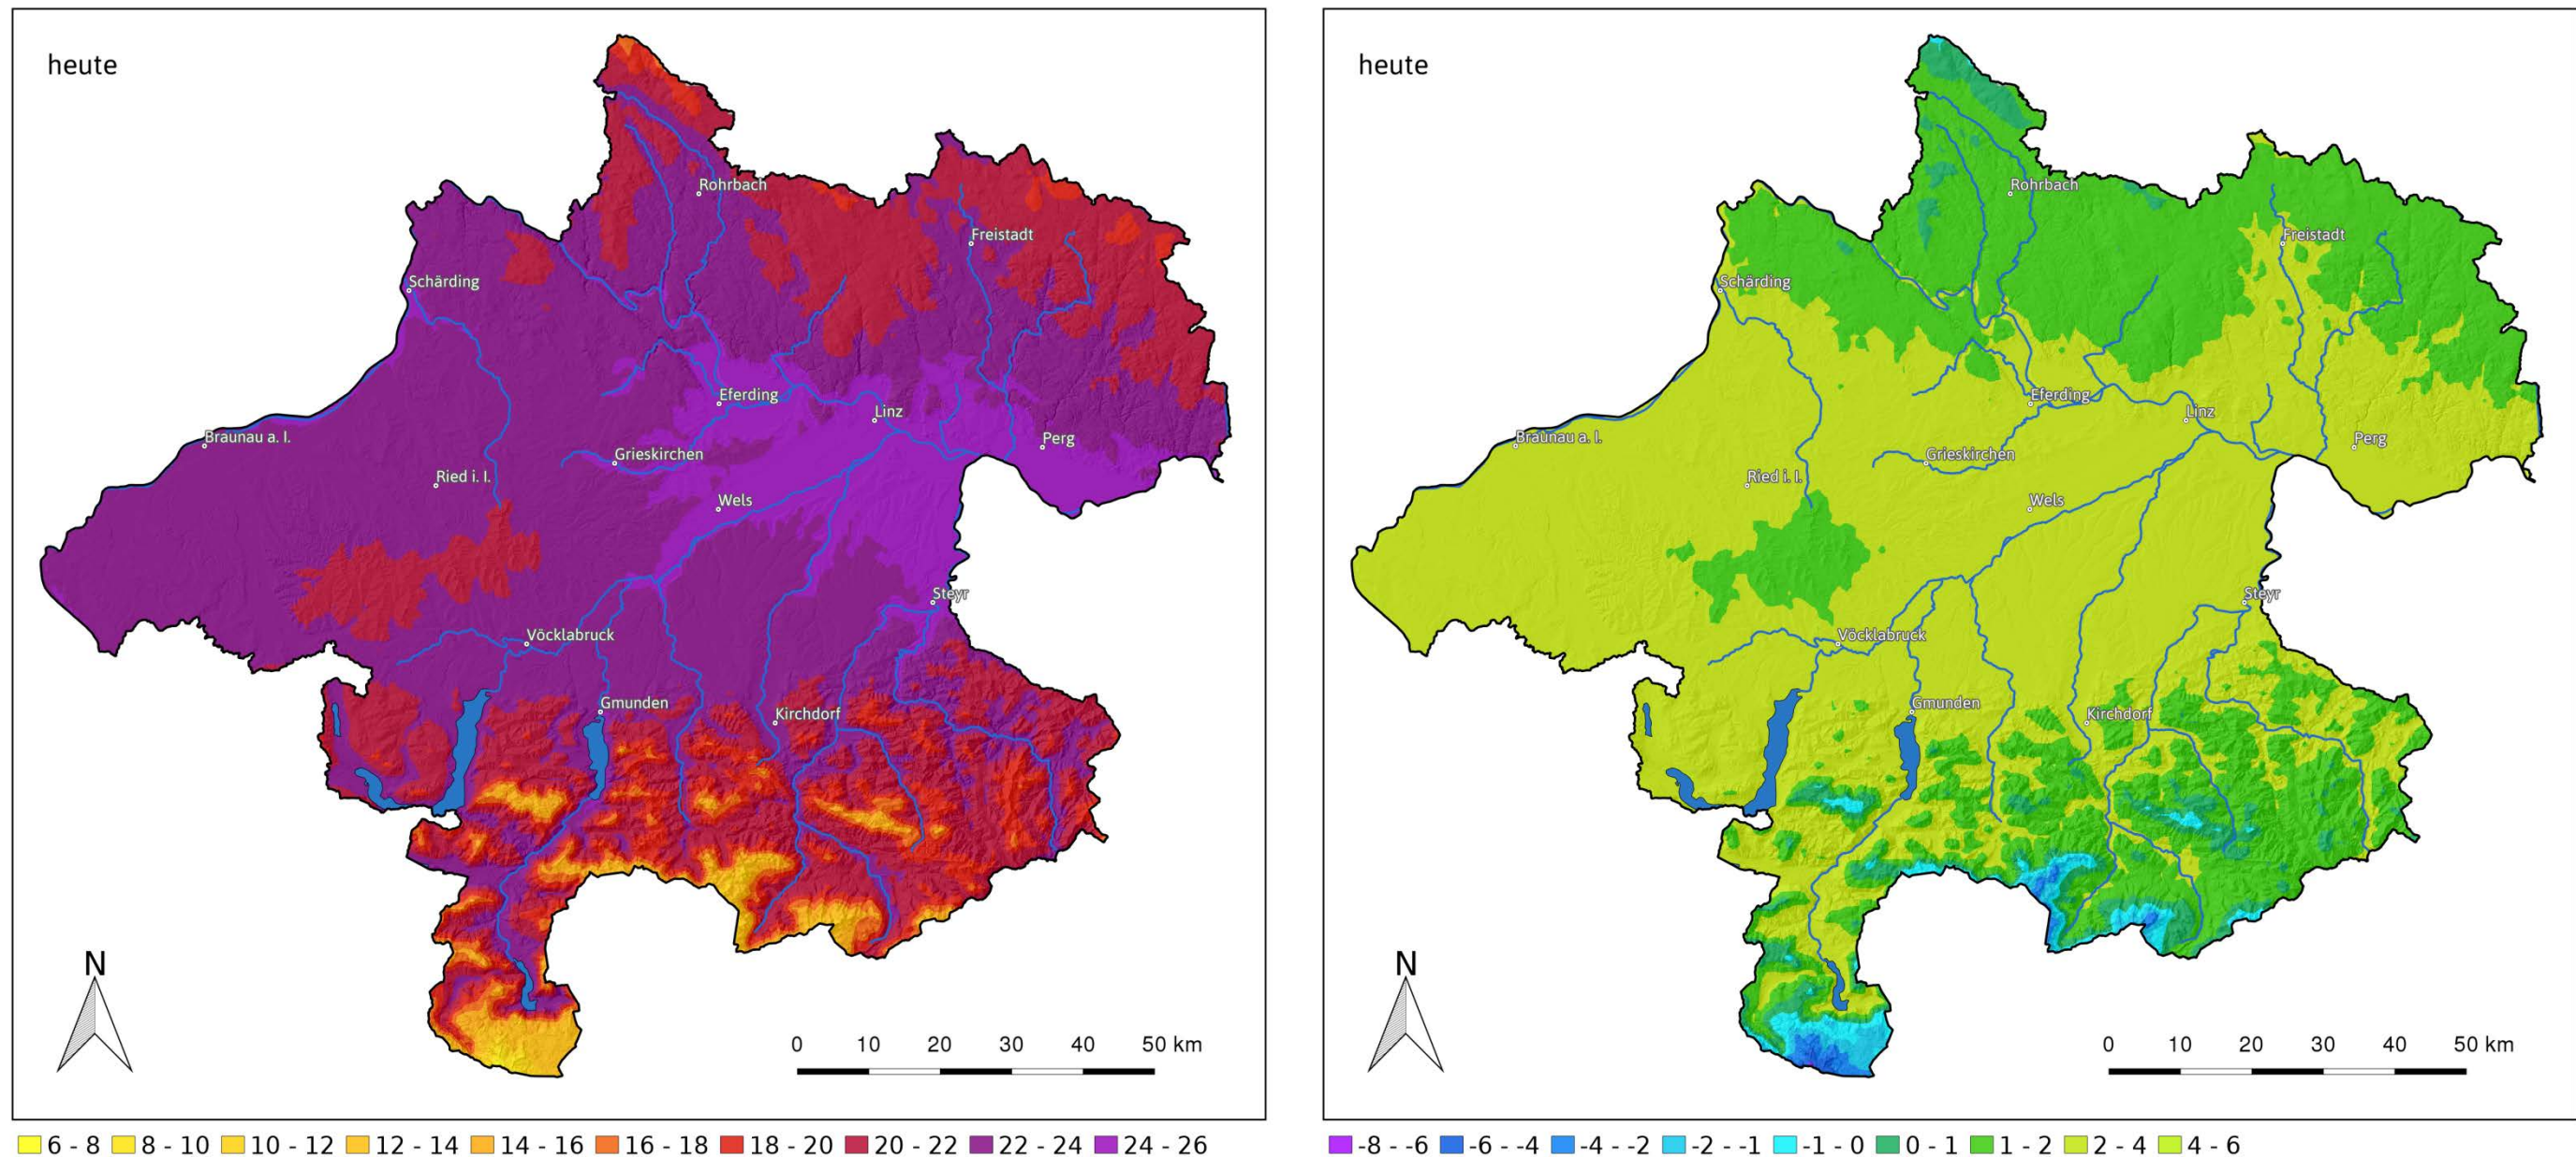 heute
Rohrbach
Freistadt
Schärding
Eferding
Linz
Braunau a. I.
Perg
Grieskirchen
Ried i. I.
Wels
Steyr
Vöcklabruck
Gmunden
Kirchdorf
N
0 10 20 30 40 50 km
6 - 8 8 - 10 10 - 12 12 - 14 14 - 16 16 - 18 18 - 20 20 - 22 22 - 24 24 - 26
heute
Rohrbach
Freistadt
Schärding
Eferding
Linz
Braunau a. I.
Perg
Grieskirchen
Ried i. I.
Wels
Steyr
Vöcklabruck
Gmunden
Kirchdorf
N
0 10 20 30 40 50 km
-8 - -6 -6 - -4 -4 - -2 -2 - -1 -1 - 0 0 - 1 1 - 2 2 - 4 4 - 6